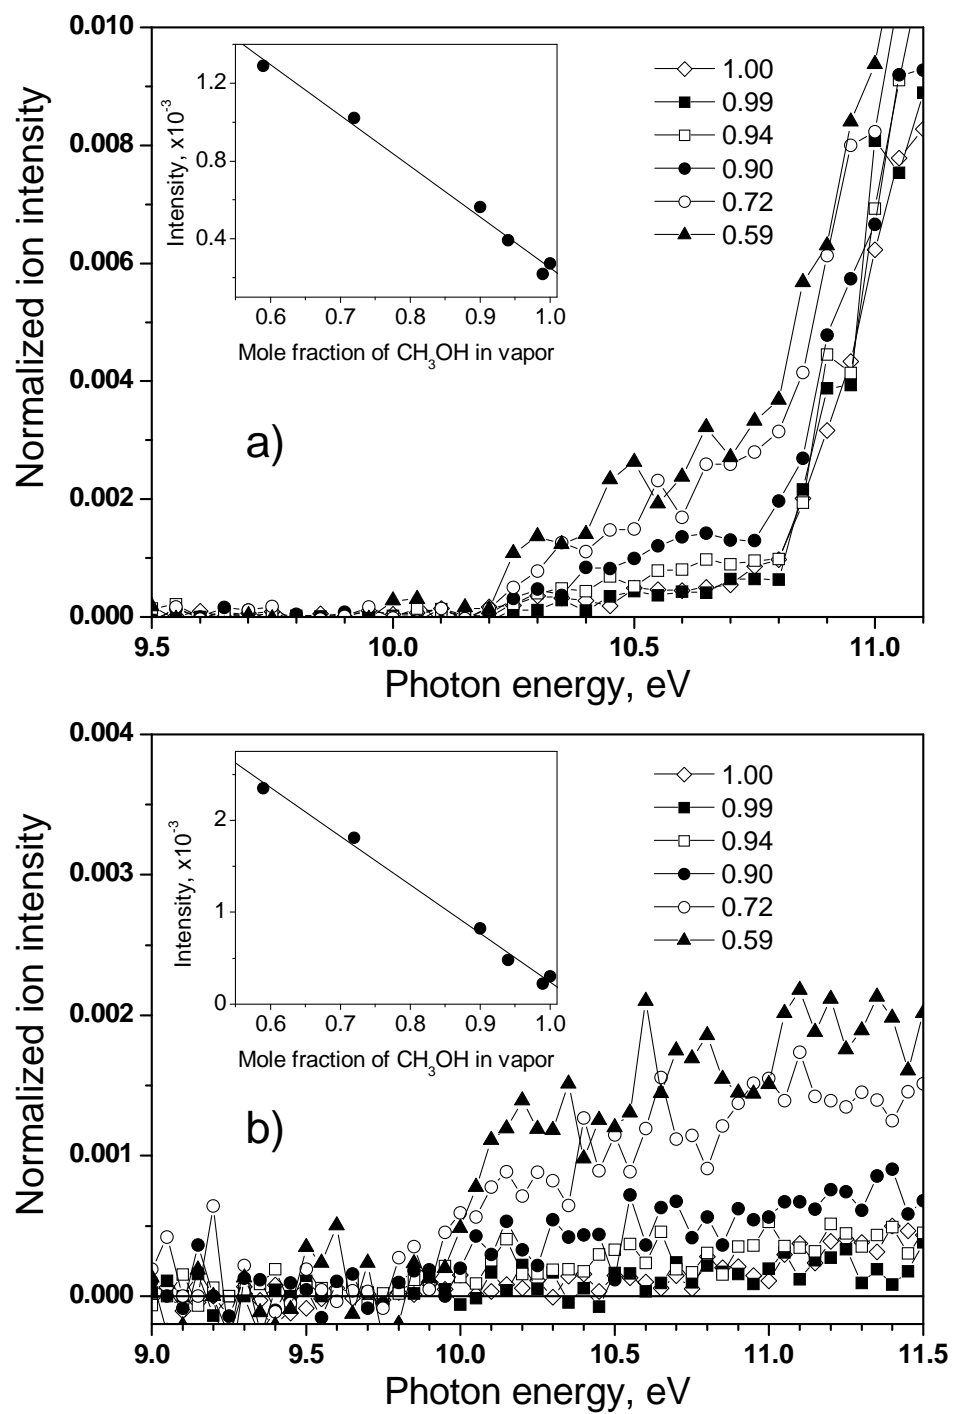 0.010
0.008
0.006
0.004
0.002
0.000
Normalized ion intensity
1.2
0.8
0.4
Intensity, x10⁻³
0.6 0.7 0.8 0.9 1.0
Mole fraction of CH₃OH in vapor
1.00
0.99
0.94
0.90
0.72
0.59
a)
9.5 10.0 10.5 11.0
Photon energy, eV
0.004
0.003
0.002
0.001
0.000
Normalized ion intensity
2
1
0
Intensity, x10⁻³
0.6 0.7 0.8 0.9 1.0
Mole fraction of CH₃OH in vapor
1.00
0.99
0.94
0.90
0.72
0.59
b)
9.0 9.5 10.0 10.5 11.0 11.5
Photon energy, eV